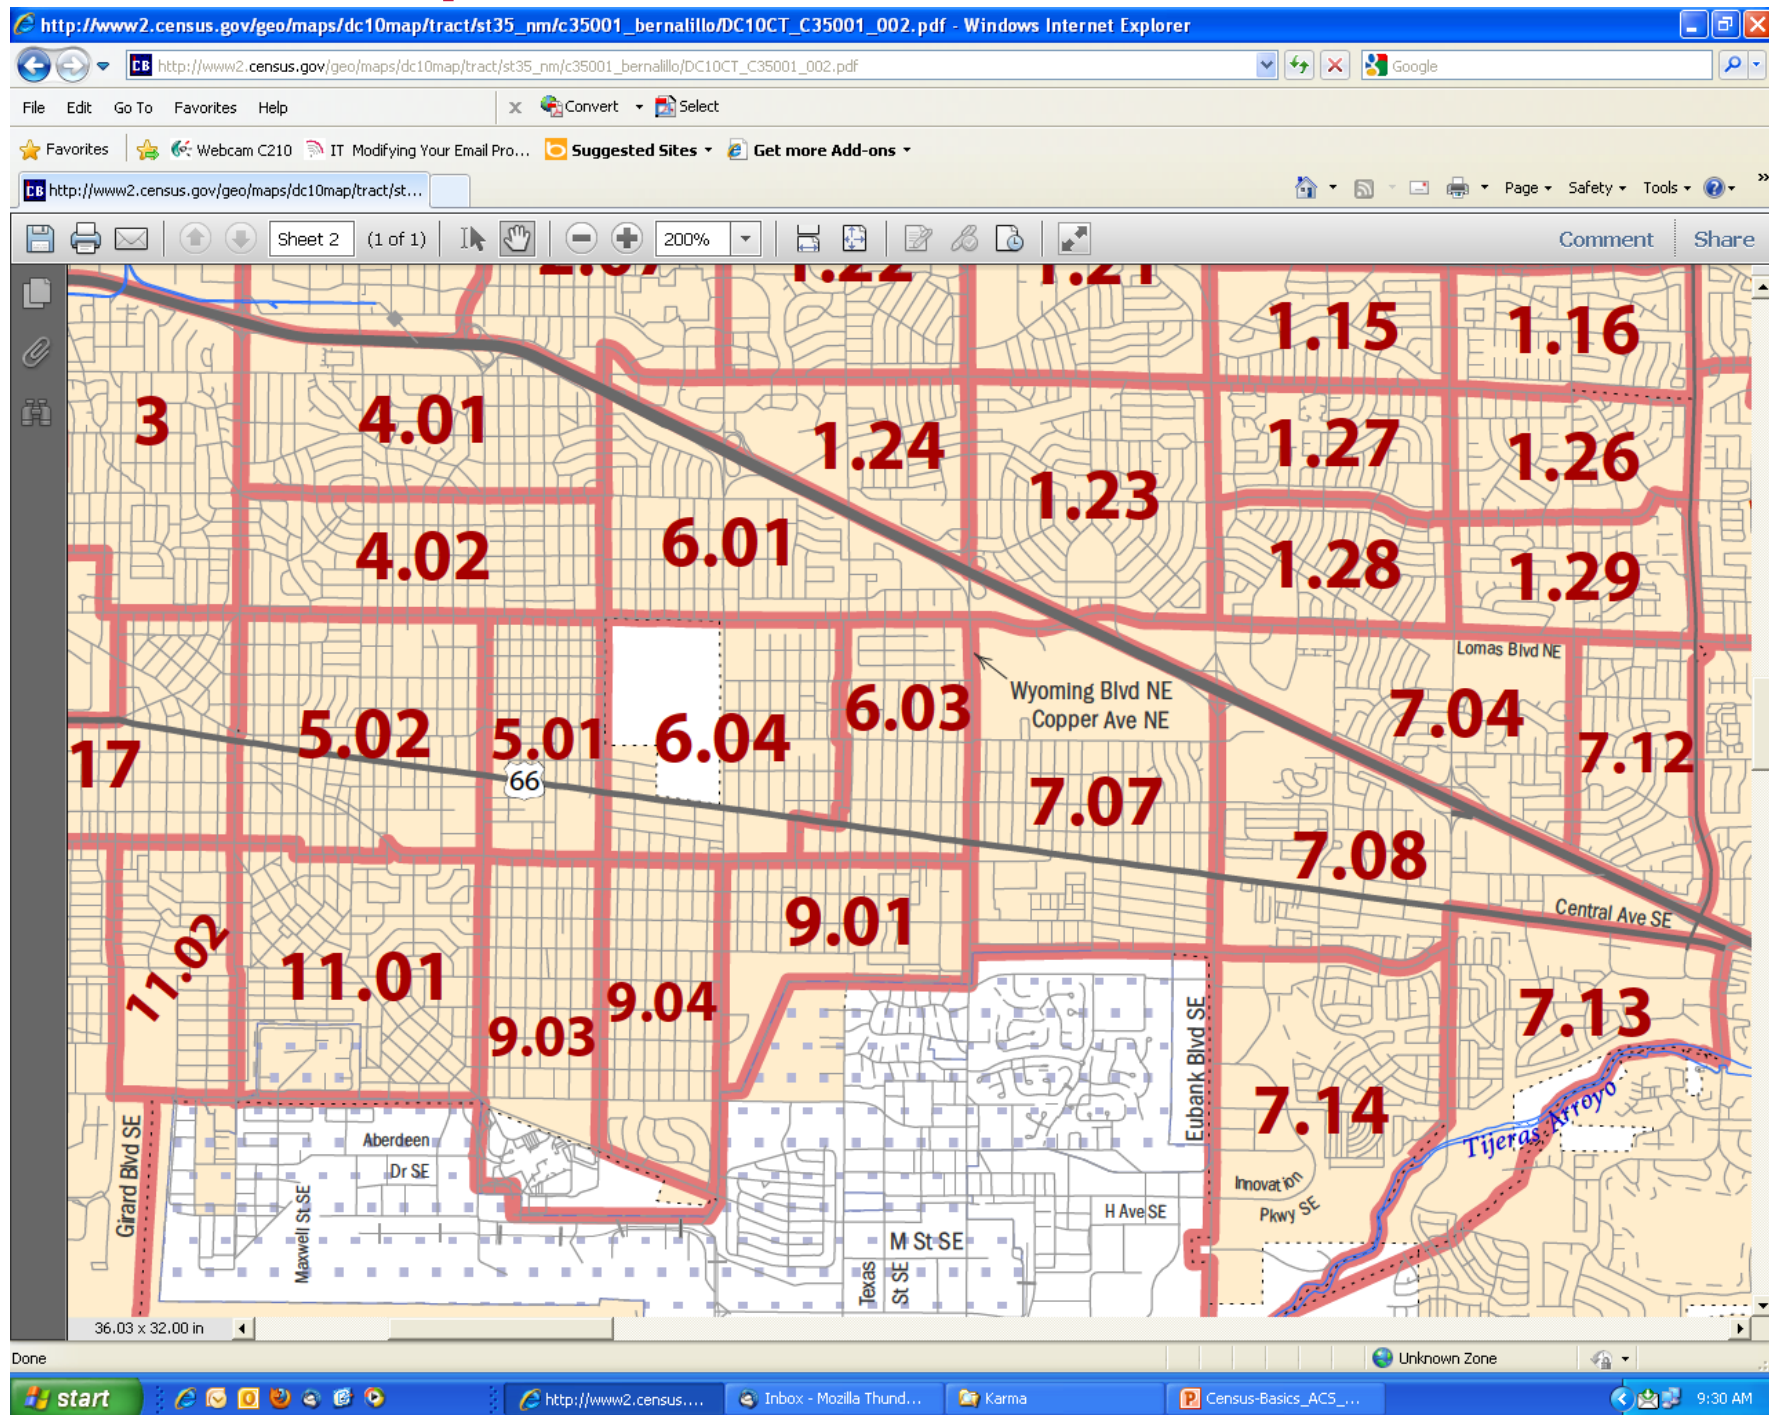 http://www2.census.gov/geo/maps/dc10map/tract/st35_nm/c35001_bernalillo/DC10CT_C35001_002.pdf - Windows Internet Explorer
http://www2.census.gov/geo/maps/dc10map/tract/st35_nm/c35001_bernalillo/DC10CT_C35001_002.pdf
Google
File Edit Go To Favorites Help
x Convert Select
Favorites Webcam C210 IT Modifying Your Email Pro... Suggested Sites Get more Add-ons
http://www2.census.gov/geo/maps/dc10map/tract/st...
Page Safety Tools »
Sheet 2 (1 of 1) 200% Comment Share
2.07 1.22 1.21
1.15 1.16
3 4.01 1.24 1.27 1.26
1.23
4.02 6.01 1.28 1.29
Lomas Blvd NE
Wyoming Blvd NE
Copper Ave NE
17 5.02 5.01 6.04 6.03 7.04 7.12
66
7.07
7.08
Central Ave SE
9.01
11.02 11.01 9.03 9.04 7.13
Eubank Blvd SE
7.14
Tijeras Arroyo
Girard Blvd SE
Aberdeen
Dr SE
Maxwell St SE
Innovation
Pkwy SE
H Ave SE
M St SE
Texas
St SE
36.03 x 32.00 in
Done Unknown Zone
start http://www2.census.... Inbox - Mozilla Thund... Karma Census-Basics_ACS_... 9:30 AM